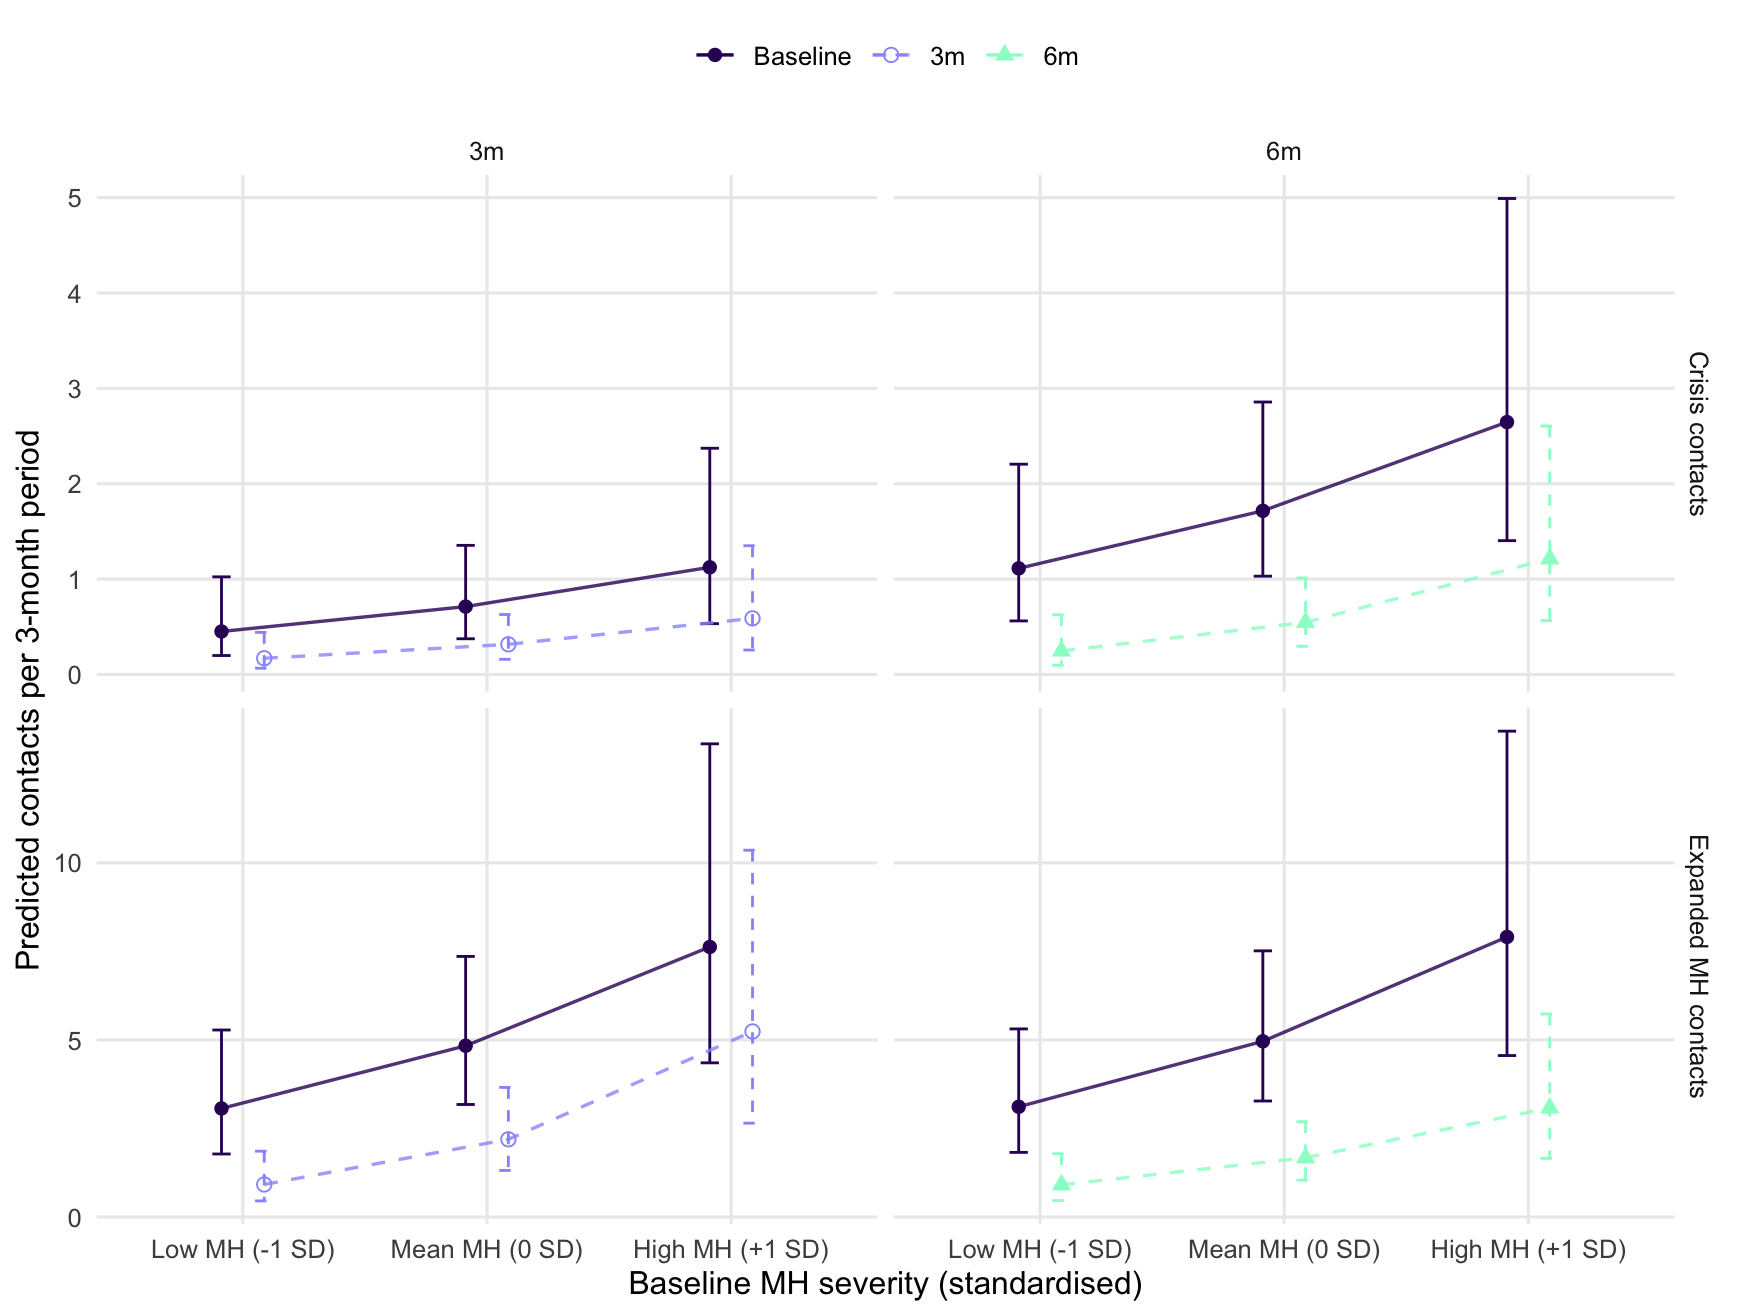 Baseline 3m 6m
3m 6m
5
4
3
2
1
0
Crisis contacts
10
5
0
Expanded MH contacts
Predicted contacts per 3-month period
Low MH (-1 SD) Mean MH (0 SD) High MH (+1 SD) Low MH (-1 SD) Mean MH (0 SD) High MH (+1 SD)
Baseline MH severity (standardised)